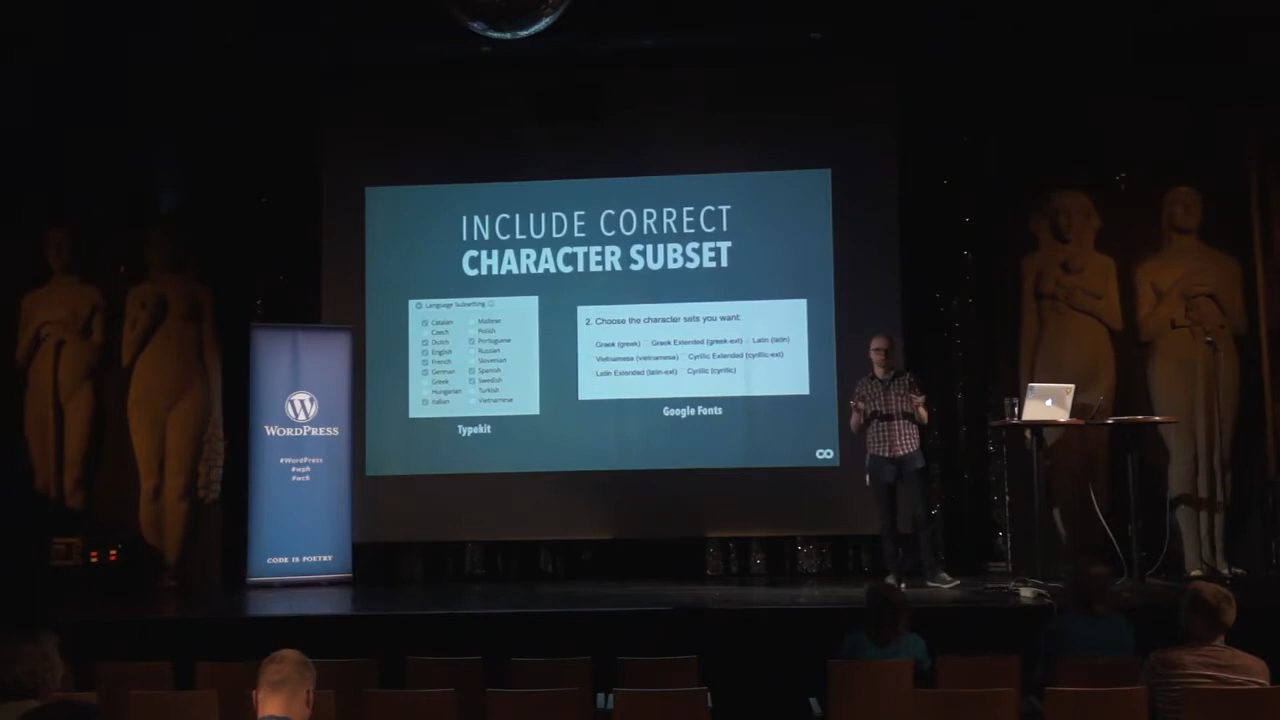 INCLUDE CORRECT
CHARACTER SUBSET
Language Subsetting
Catalan
Czech
Dutch
English
French
German
Greek
Hungarian
Italian
Maltese
Polish
Portuguese
Russian
Slovenian
Spanish
Swedish
Turkish
Vietnamese
Typekit
2. Choose the character sets you want:
Greek (greek) Greek Extended (greek-ext) Latin (latin)
Vietnamese (vietnamese) Cyrillic Extended (cyrillic-ext)
Latin Extended (latin-ext) Cyrillic (cyrillic)
Google Fonts
WORDPRESS
#WordPress
#wpfi
#wcfi
CODE IS POETRY